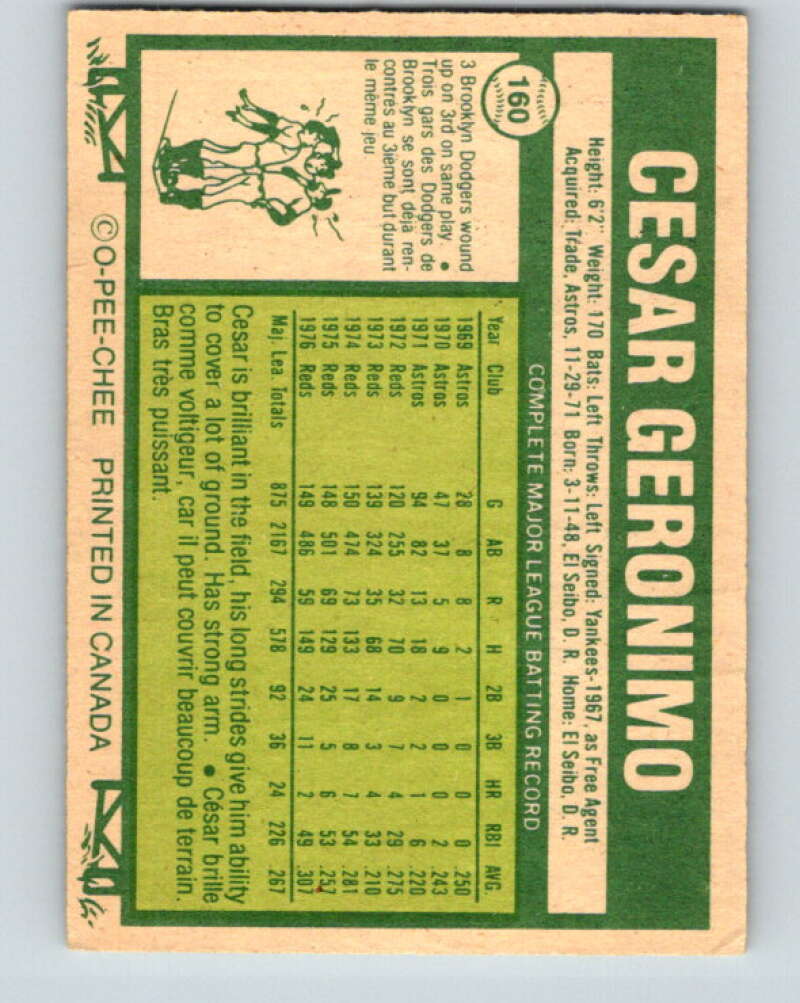 160
CESAR GERONIMO
Height: 6'2" Weight: 170 Bats: Left Throws: Left Signed: Yankees-1967, as Free Agent
Acquired: Trade, Astros, 11-29-71 Born: 3-11-48, El Seibo, D. R. Home: El Seibo, D. R.
3 Brooklyn Dodgers wound
up on 3rd on same play. •
Trois gars des Dodgers de
Brooklyn se sont déja ren-
contrés au 3ième but durant
le même jeu
COMPLETE MAJOR LEAGUE BATTING RECORD
Year Club G AB R H 2B 3B HR RBI AVG.
1969 Astros 28 8 8 2 1 0 0 0 .250
1970 Astros 47 37 5 9 0 0 0 2 .243
1971 Astros 94 82 13 18 2 2 1 6 .220
1972 Reds 120 255 32 70 9 7 4 29 .275
1973 Reds 139 324 35 68 14 3 4 33 .210
1974 Reds 150 474 73 133 17 8 7 54 .281
1975 Reds 148 501 69 129 25 5 6 53 .257
1976 Reds 149 486 59 149 24 11 2 49 .307
Maj. Lea. Totals 875 2167 294 578 92 36 24 226 .267
Cesar is brilliant in the field, his long strides give him ability
to cover a lot of ground. Has strong arm. • César brille
comme voltigeur, car il peut couvrir beaucoup de terrain.
Bras très puissant.
© O-PEE-CHEE PRINTED IN CANADA